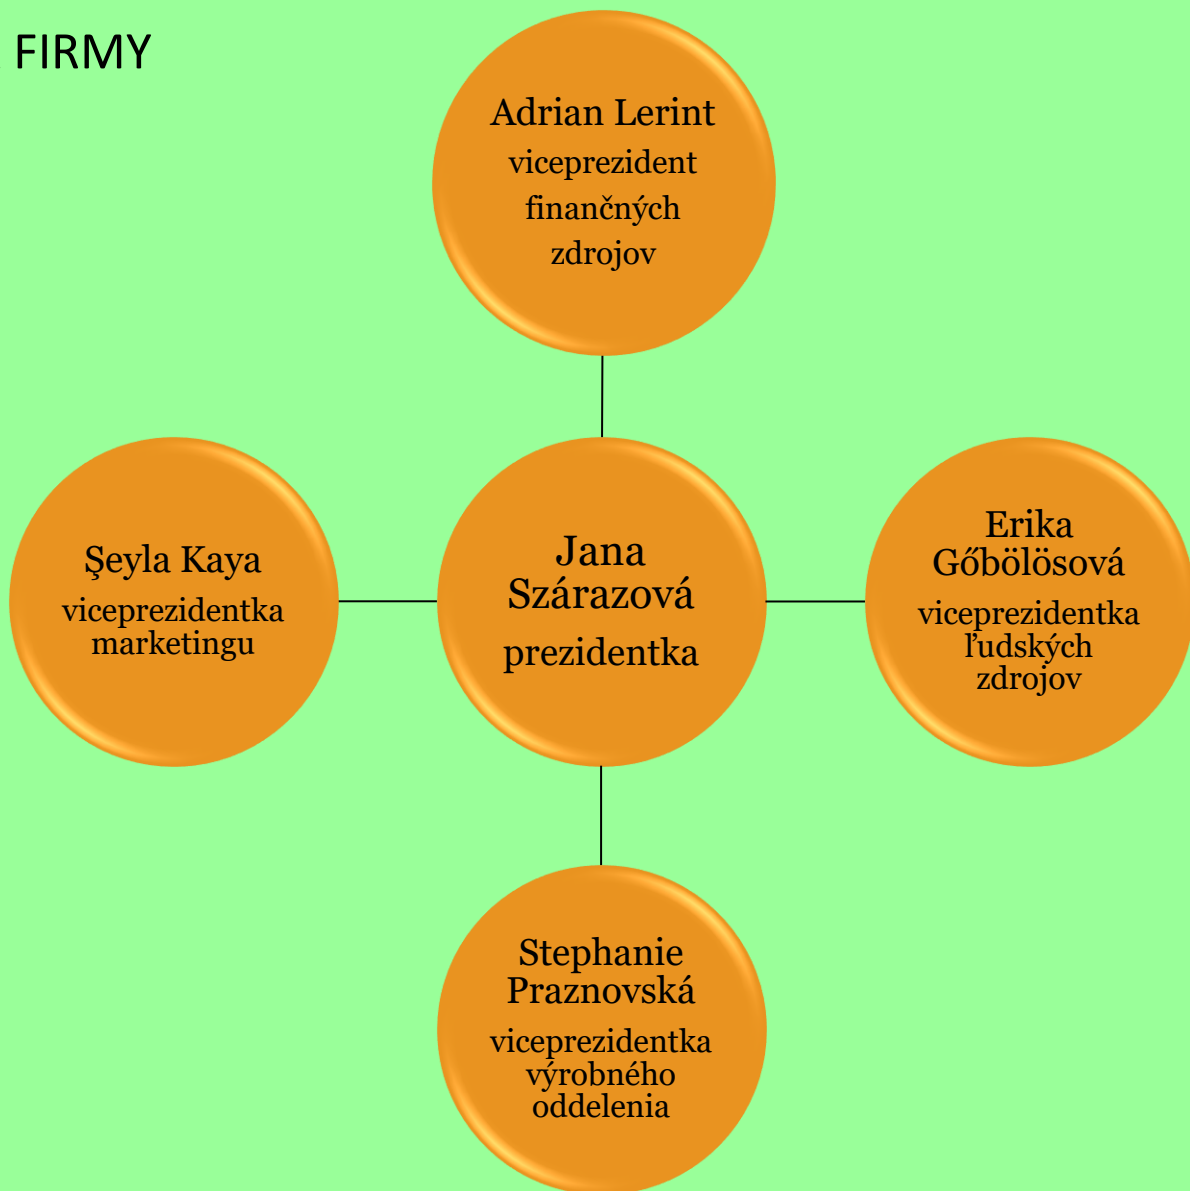 FIRMY
Adrian Lerint
viceprezident
finančných
zdrojov
Şeyla Kaya
viceprezidentka
marketingu
Jana
Szárazová
prezidentka
Erika
Gőbölösová
viceprezidentka
ľudských
zdrojov
Stephanie
Praznovská
viceprezidentka
výrobného
oddelenia